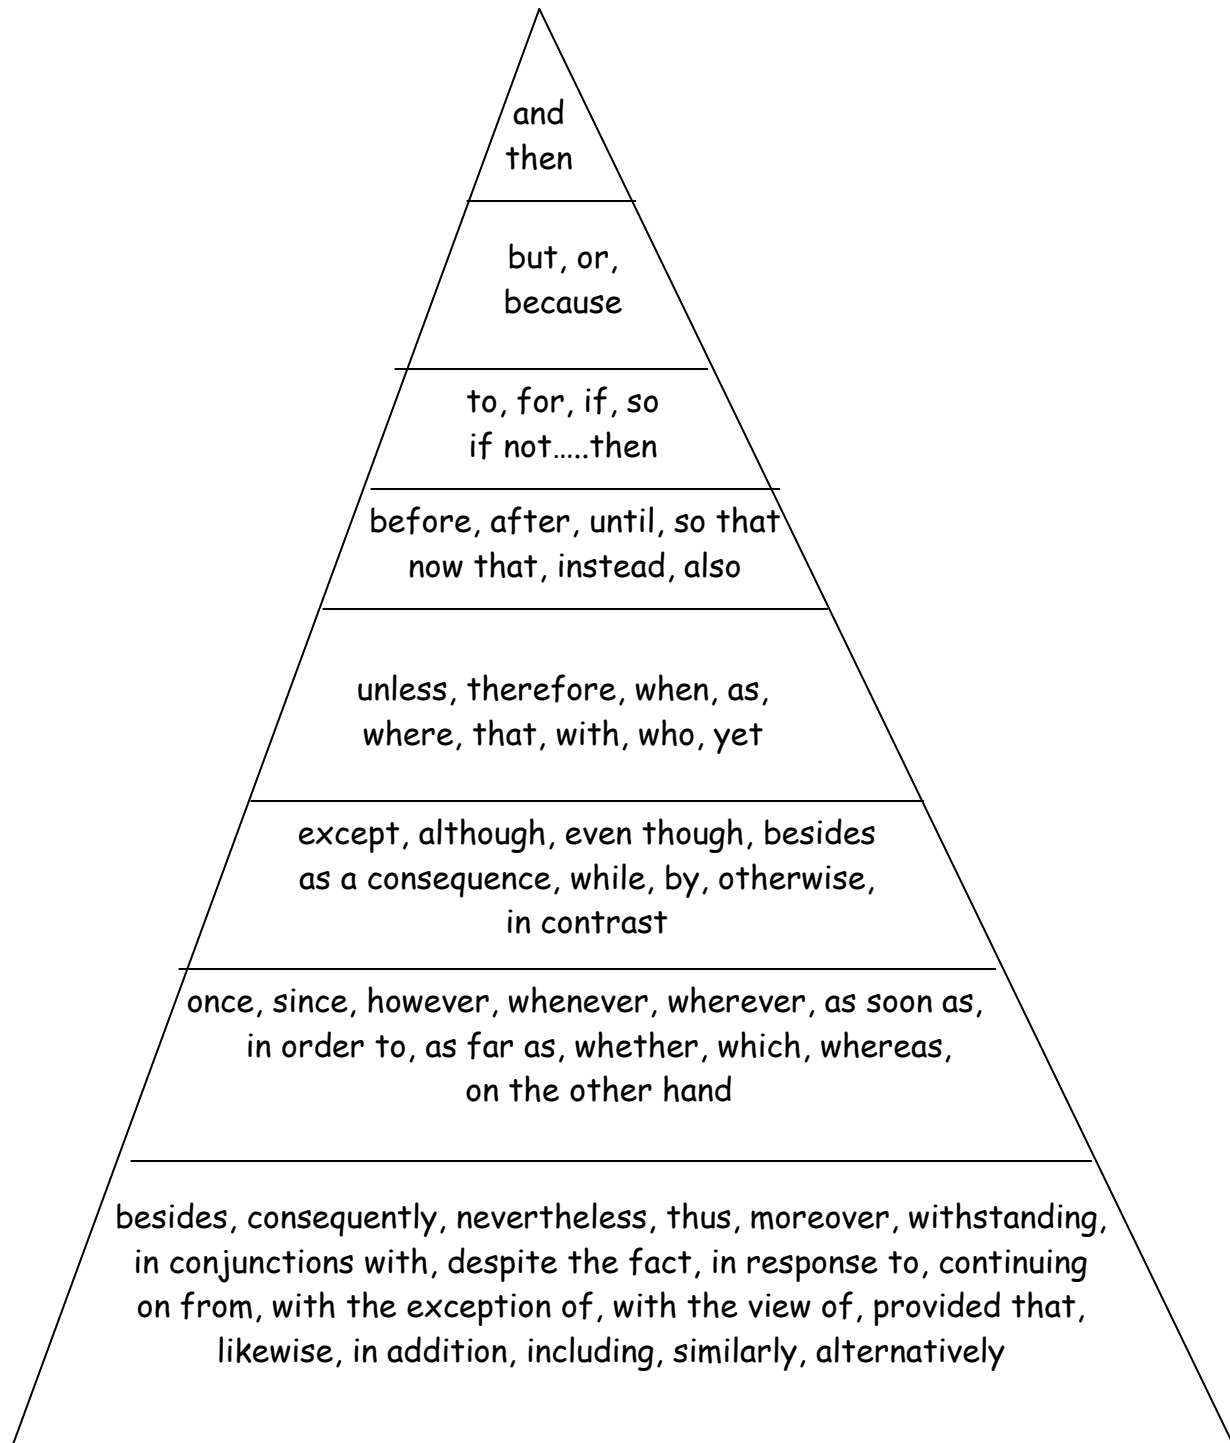 and
then
but, or,
because
to, for, if, so
if not…..then
before, after, until, so that
now that, instead, also
unless, therefore, when, as,
where, that, with, who, yet
except, although, even though, besides
as a consequence, while, by, otherwise,
in contrast
once, since, however, whenever, wherever, as soon as,
in order to, as far as, whether, which, whereas,
on the other hand
besides, consequently, nevertheless, thus, moreover, withstanding,
in conjunctions with, despite the fact, in response to, continuing
on from, with the exception of, with the view of, provided that,
likewise, in addition, including, similarly, alternatively